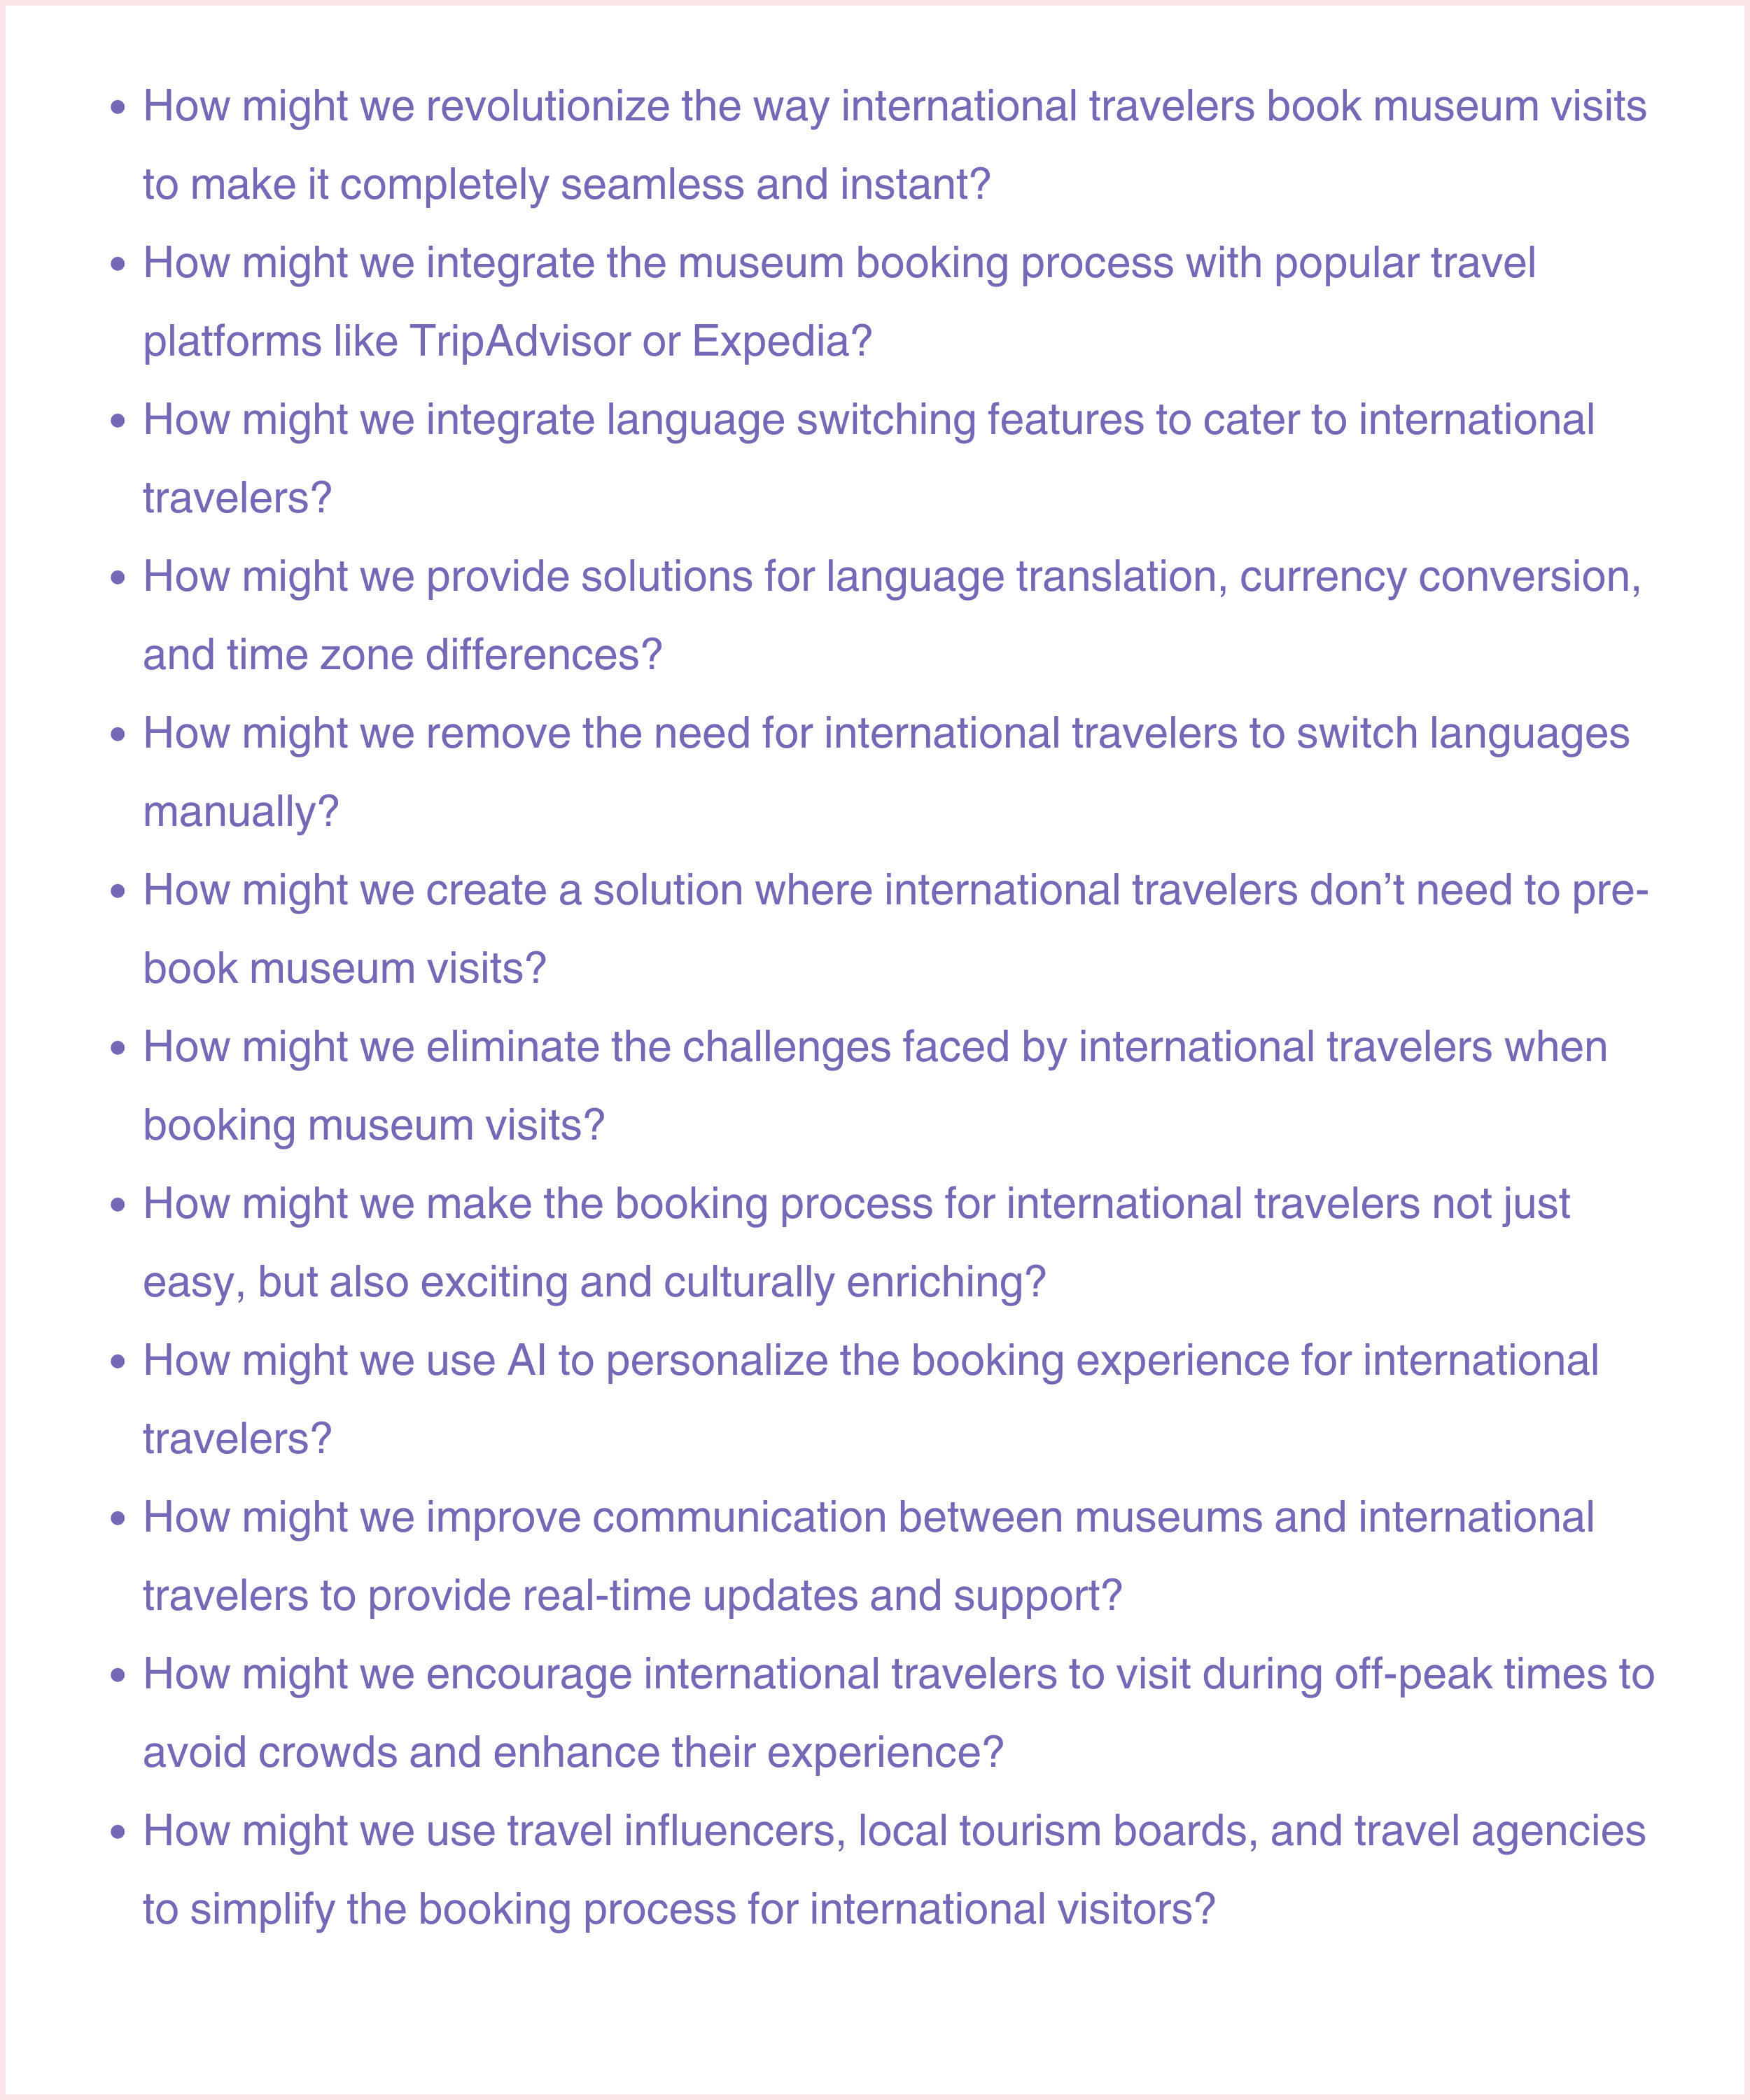 • How might we revolutionize the way international travelers book museum visits
to make it completely seamless and instant?
• How might we integrate the museum booking process with popular travel
platforms like TripAdvisor or Expedia?
• How might we integrate language switching features to cater to international
travelers?
• How might we provide solutions for language translation, currency conversion,
and time zone differences?
• How might we remove the need for international travelers to switch languages
manually?
• How might we create a solution where international travelers don’t need to pre-
book museum visits?
• How might we eliminate the challenges faced by international travelers when
booking museum visits?
• How might we make the booking process for international travelers not just
easy, but also exciting and culturally enriching?
• How might we use AI to personalize the booking experience for international
travelers?
• How might we improve communication between museums and international
travelers to provide real-time updates and support?
• How might we encourage international travelers to visit during off-peak times to
avoid crowds and enhance their experience?
• How might we use travel influencers, local tourism boards, and travel agencies
to simplify the booking process for international visitors?